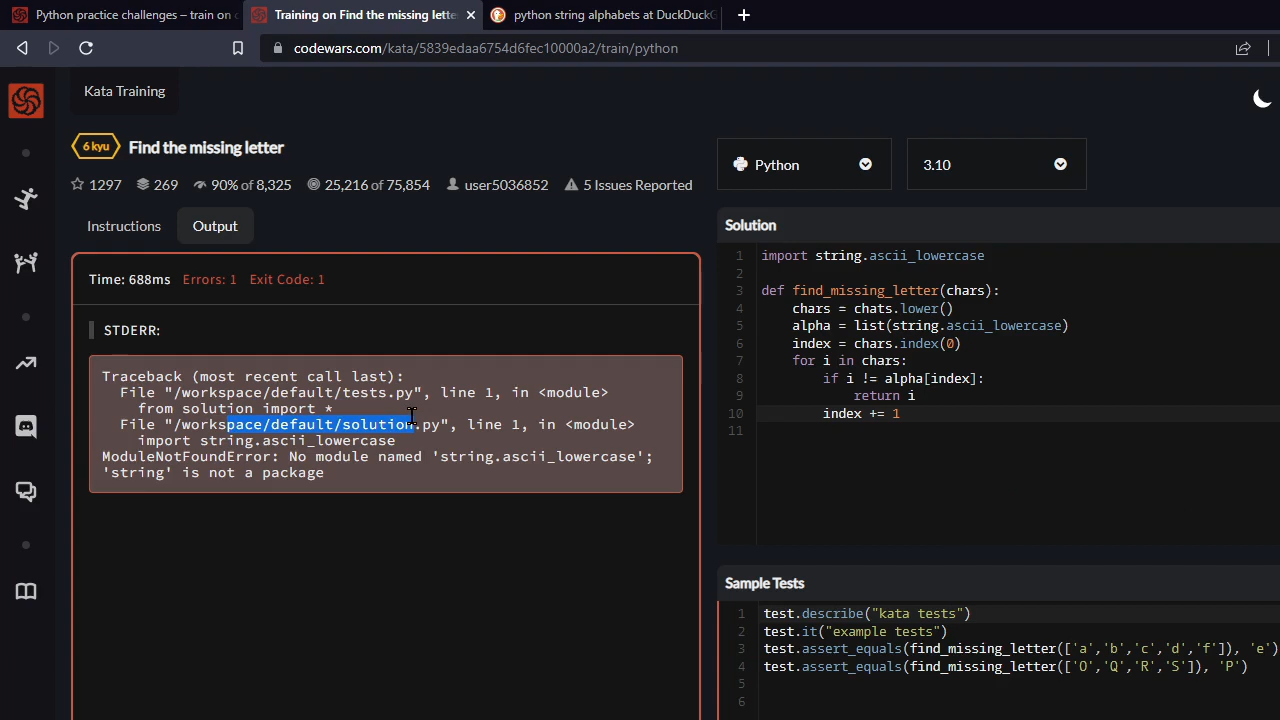 Python practice challenges – train on
Training on Find the missing lette
python string alphabets at DuckDuckG
codewars.com/kata/5839edaa6754d6fec10000a2/train/python
Kata Training
6 kyu Find the missing letter
1297 269 90% of 8,325 25,216 of 75,854 user5036852 5 Issues Reported
Python 3.10
Instructions Output
Time: 688ms Errors: 1 Exit Code: 1
STDERR:
Traceback (most recent call last):
File "/workspace/default/tests.py", line 1, in <module>
from solution import *
File "/workspace/default/solution.py", line 1, in <module>
import string.ascii_lowercase
ModuleNotFoundError: No module named 'string.ascii_lowercase';
'string' is not a package
Solution
1 import string.ascii_lowercase
2
3 def find_missing_letter(chars):
4 chars = chats.lower()
5 alpha = list(string.ascii_lowercase)
6 index = chars.index(0)
7 for i in chars:
8 if i != alpha[index]:
9 return i
10 index += 1
11
Sample Tests
1 test.describe("kata tests")
2 test.it("example tests")
3 test.assert_equals(find_missing_letter(['a','b','c','d','f']), 'e')
4 test.assert_equals(find_missing_letter(['O','Q','R','S']), 'P')
5
6